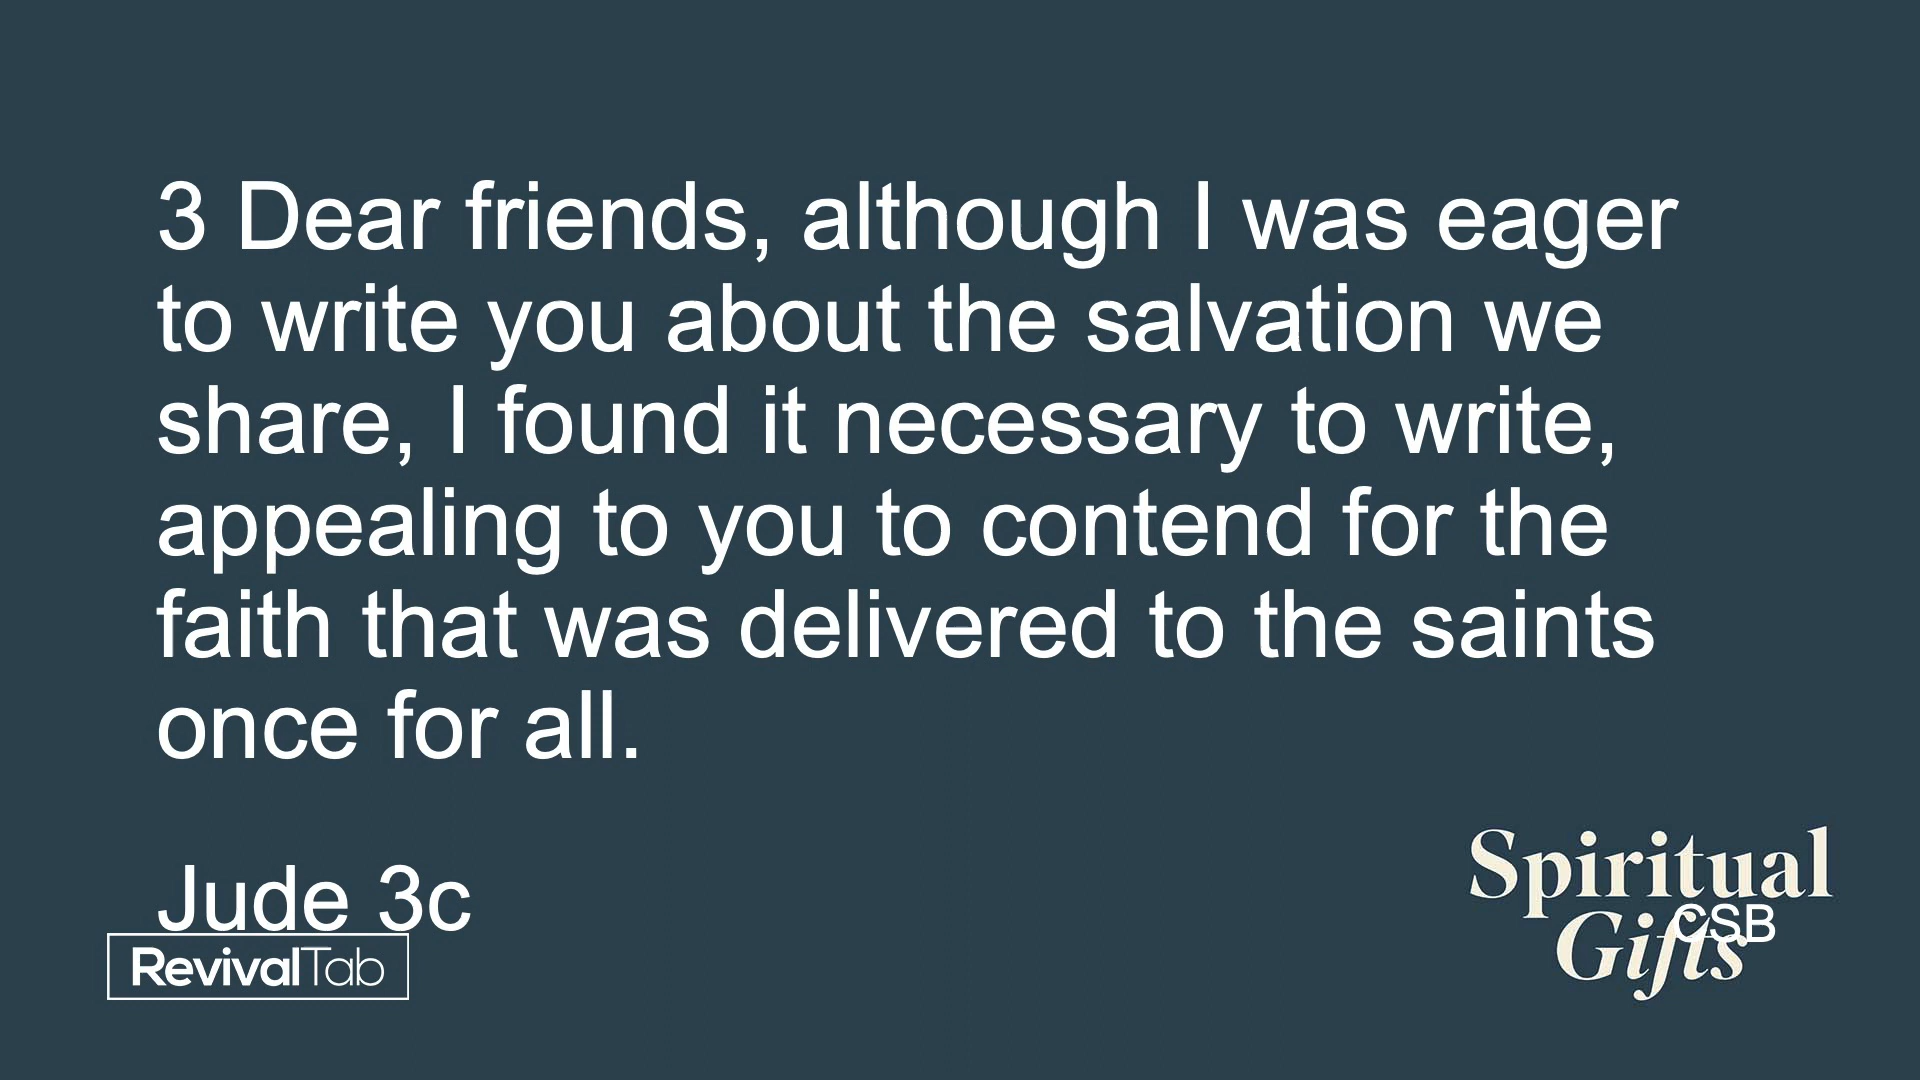 3 Dear friends, although I was eager
to write you about the salvation we
share, I found it necessary to write,
appealing to you to contend for the
faith that was delivered to the saints
once for all.
Jude 3c
RevivalTab
Spiritual
Gifts
CSB